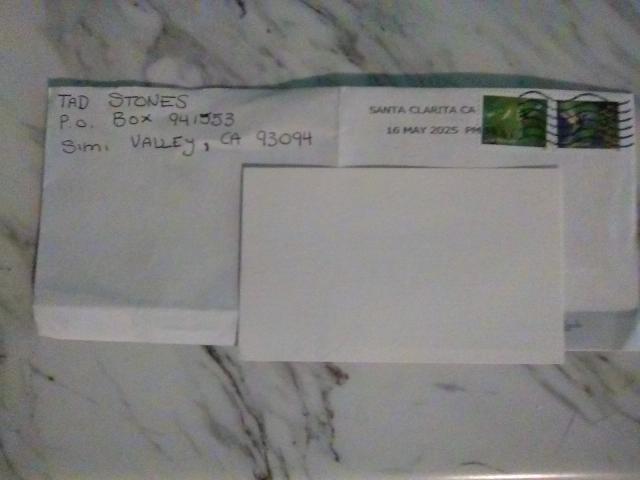 TAD STONES
P.O. BOX 941553
Simi VALLEY, CA 93094
SANTA CLARITA CA
16 MAY 2025 PM